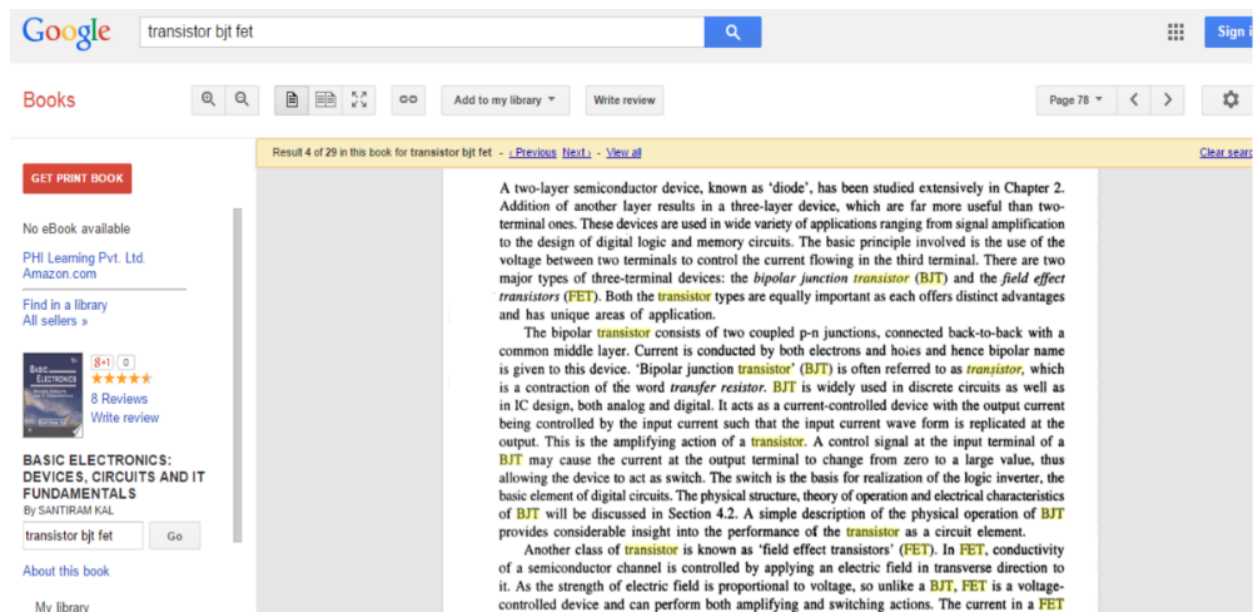 Google
transistor bjt fet
Sign i
Books
Add to my library
Write review
Page 78
Result 4 of 29 in this book for transistor bjt fet - ‹ Previous Next › - View all
Clear searc
GET PRINT BOOK
No eBook available
PHI Learning Pvt. Ltd.
Amazon.com
Find in a library
All sellers »
BASIC
ELECTRONICS
g+1 0
8 Reviews
Write review
BASIC ELECTRONICS:
DEVICES, CIRCUITS AND IT
FUNDAMENTALS
By SANTIRAM KAL
transistor bjt fet
Go
About this book
My library
A two-layer semiconductor device, known as 'diode', has been studied extensively in Chapter 2.
Addition of another layer results in a three-layer device, which are far more useful than two-
terminal ones. These devices are used in wide variety of applications ranging from signal amplification
to the design of digital logic and memory circuits. The basic principle involved is the use of the
voltage between two terminals to control the current flowing in the third terminal. There are two
major types of three-terminal devices: the bipolar junction transistor (BJT) and the field effect
transistors (FET). Both the transistor types are equally important as each offers distinct advantages
and has unique areas of application.
The bipolar transistor consists of two coupled p-n junctions, connected back-to-back with a
common middle layer. Current is conducted by both electrons and holes and hence bipolar name
is given to this device. 'Bipolar junction transistor' (BJT) is often referred to as transistor, which
is a contraction of the word transfer resistor. BJT is widely used in discrete circuits as well as
in IC design, both analog and digital. It acts as a current-controlled device with the output current
being controlled by the input current such that the input current wave form is replicated at the
output. This is the amplifying action of a transistor. A control signal at the input terminal of a
BJT may cause the current at the output terminal to change from zero to a large value, thus
allowing the device to act as switch. The switch is the basis for realization of the logic inverter, the
basic element of digital circuits. The physical structure, theory of operation and electrical characteristics
of BJT will be discussed in Section 4.2. A simple description of the physical operation of BJT
provides considerable insight into the performance of the transistor as a circuit element.
Another class of transistor is known as 'field effect transistors' (FET). In FET, conductivity
of a semiconductor channel is controlled by applying an electric field in transverse direction to
it. As the strength of electric field is proportional to voltage, so unlike a BJT, FET is a voltage-
controlled device and can perform both amplifying and switching actions. The current in a FET